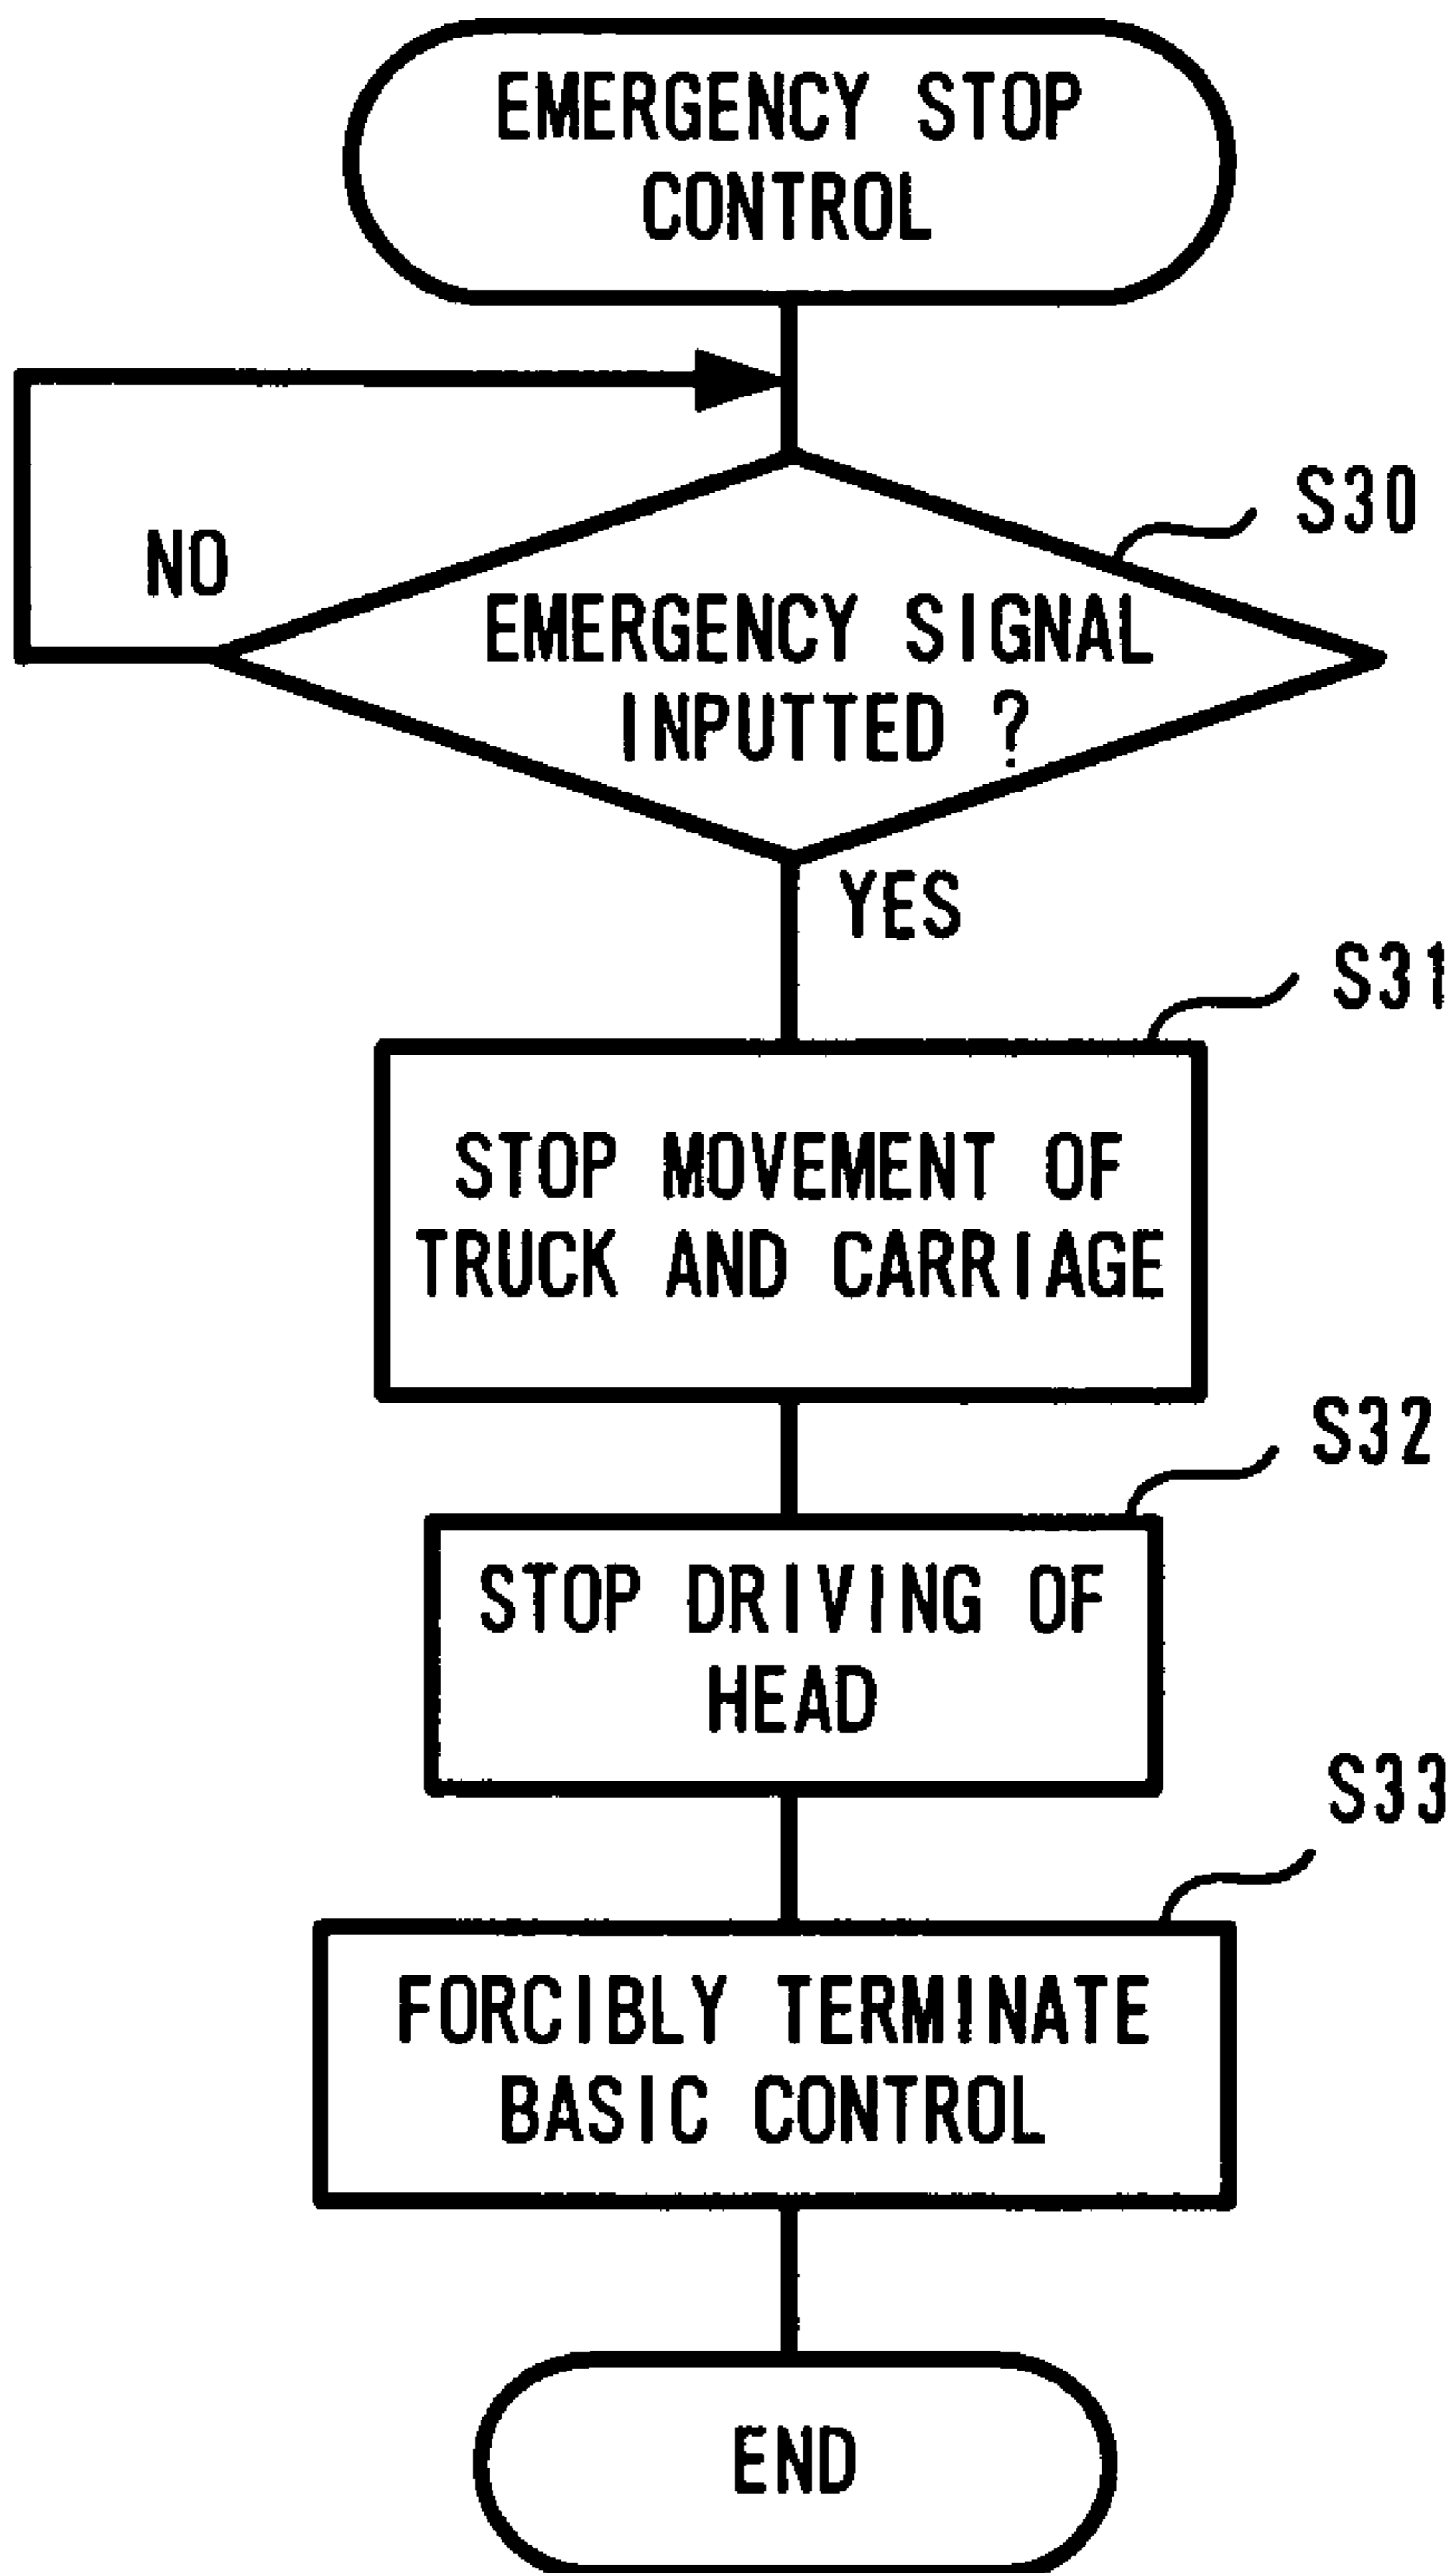 EMERGENCY STOP
CONTROL
S30
NO
EMERGENCY SIGNAL
INPUTTED ?
YES
S31
STOP MOVEMENT OF
TRUCK AND CARRIAGE
S32
STOP DRIVING OF
HEAD
S33
FORCIBLY TERMINATE
BASIC CONTROL
END